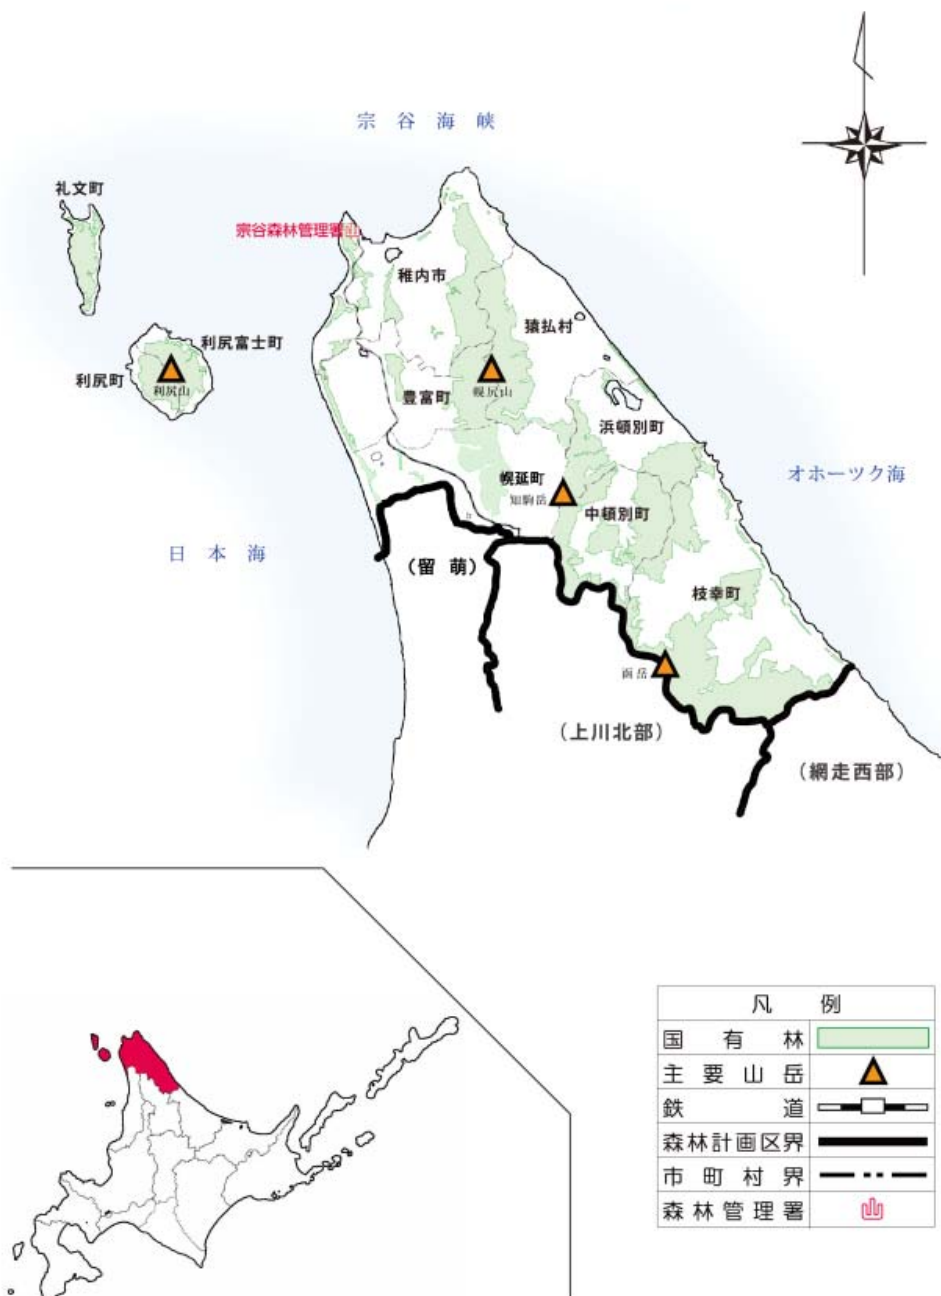 宗谷海峡
礼文町
宗谷森林管理署
稚内市
猿払村
利尻富士町
利尻町
利尻山
豊富町
幌尻山
浜頓別町
オホーツク海
幌延町
知駒岳
中頓別町
日本海
(留萌)
枝幸町
函岳
(上川北部)
(網走西部)
凡例
国有林
主要山岳
鉄道
森林計画区界
市町村界
森林管理署